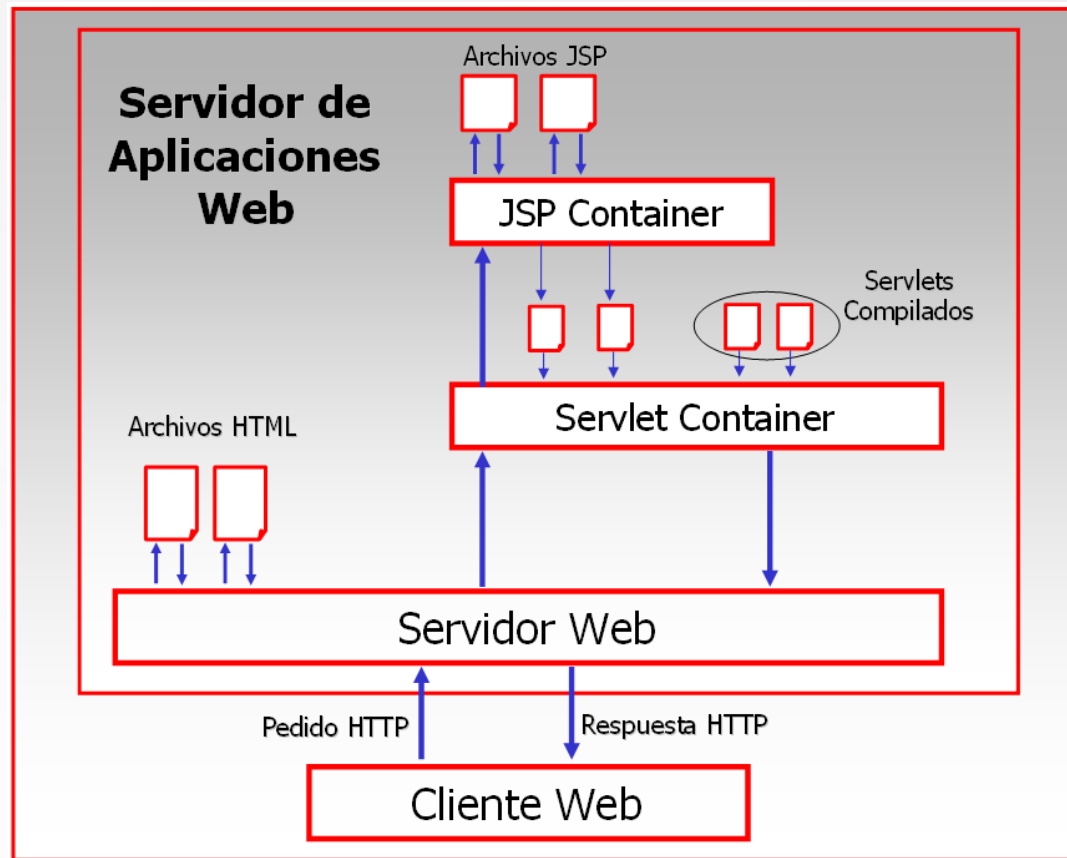 Archivos JSP
Servidor de
Aplicaciones
Web
JSP Container
Servlets
Compilados
Servlet Container
Archivos HTML
Servidor Web
Pedido HTTP
Respuesta HTTP
Cliente Web